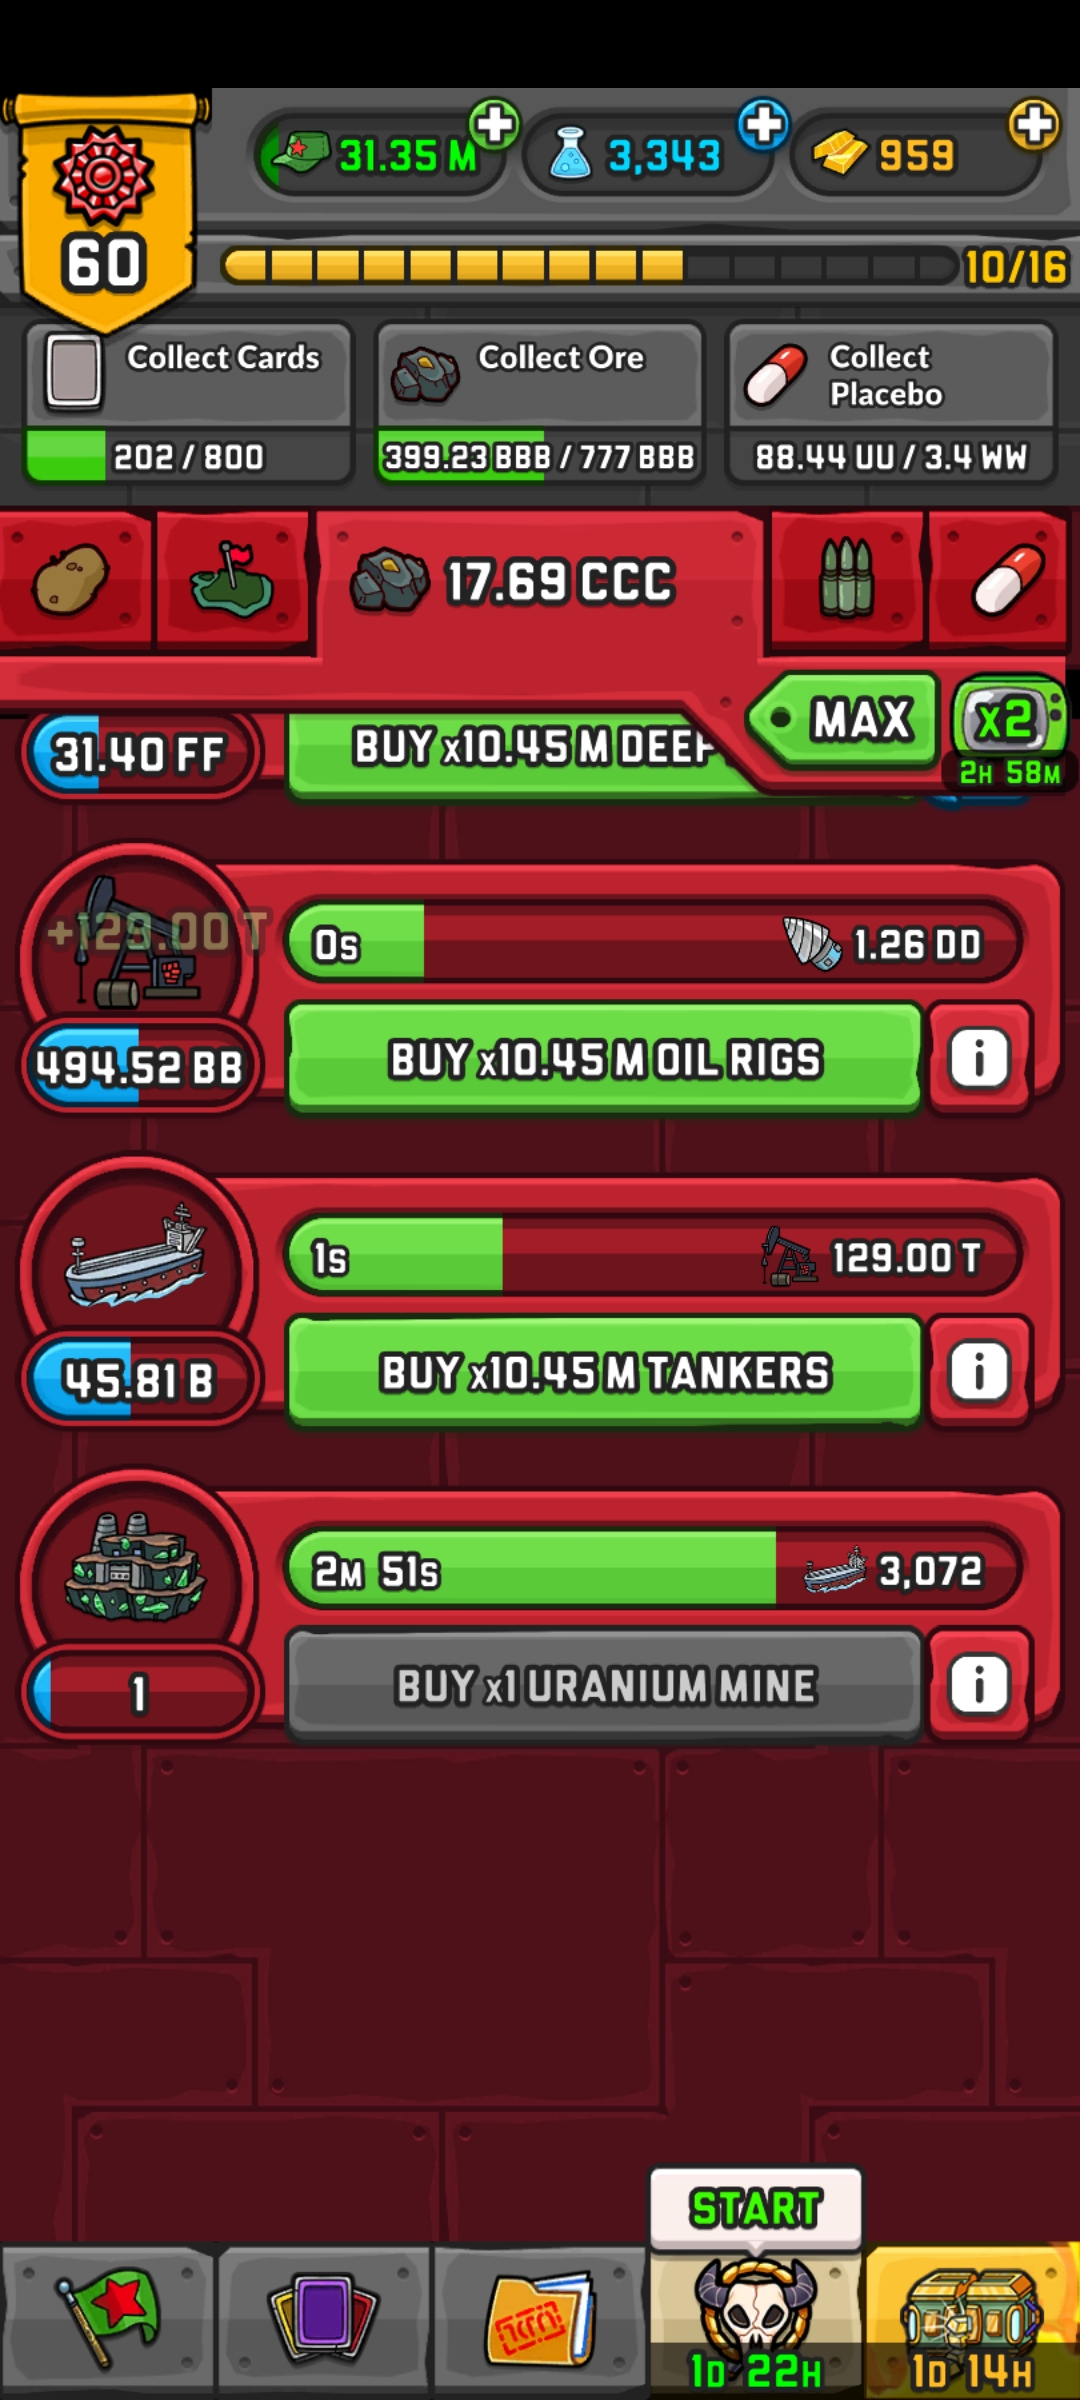 31.35 M
3,343
959
60
10/16
Collect Cards
202 / 800
Collect Ore
399.23 BBB / 777 BBB
Collect
Placebo
88.44 UU / 3.4 WW
17.69 CCC
MAX
x2
2H 58M
31.40 FF
BUY x10.45 M DEEP
+129.00 T
0s
1.26 DD
494.52 BB
BUY x10.45 M OIL RIGS
i
1s
129.00 T
45.81 B
BUY x10.45 M TANKERS
i
2M 51s
3,072
1
BUY x1 URANIUM MINE
i
START
1D 22H
1D 14H